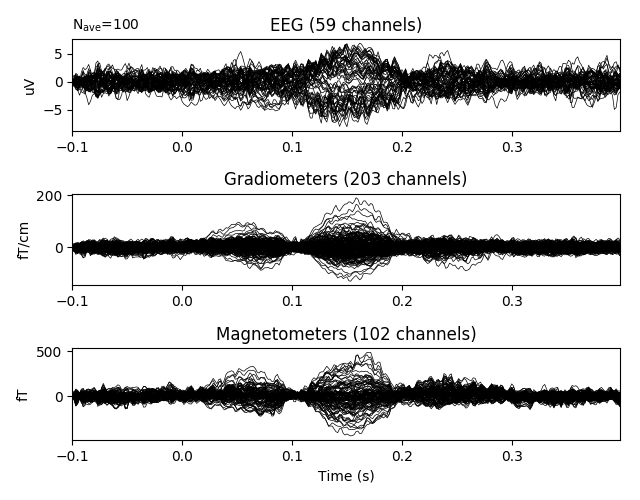 N_ave=100
EEG (59 channels)
5
0
−5
uV
−0.1 0.0 0.1 0.2 0.3
Gradiometers (203 channels)
200
0
fT/cm
−0.1 0.0 0.1 0.2 0.3
Magnetometers (102 channels)
500
0
fT
−0.1 0.0 0.1 0.2 0.3
Time (s)